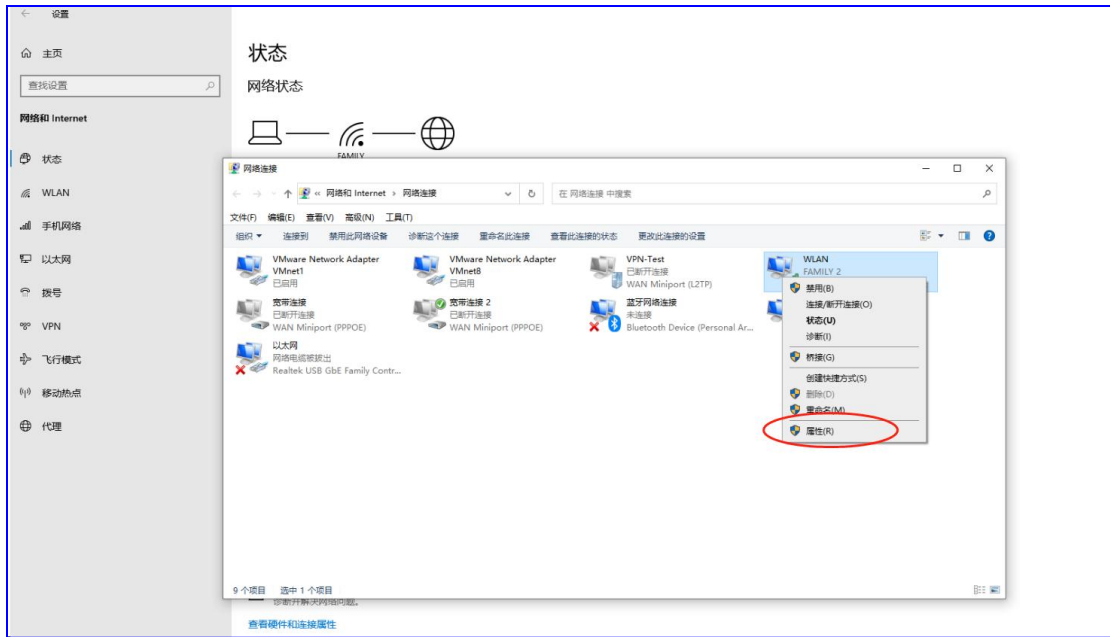 设置
主页
查找设置
网络和 Internet
状态
WLAN
手机网络
以太网
拨号
VPN
飞行模式
移动热点
代理
状态
网络状态
FAMILY
网络连接
« 网络和 Internet › 网络连接
在 网络连接 中搜索
文件(F) 编辑(E) 查看(V) 高级(N) 工具(T)
组织 连接到 禁用此网络设备 诊断这个连接 重命名此连接 查看此连接的状态 更改此连接的设置
VMware Network Adapter
VMnet1
已启用
VMware Network Adapter
VMnet8
已启用
VPN-Test
已断开连接
WAN Miniport (L2TP)
WLAN
FAMILY 2
宽带连接
已断开连接
WAN Miniport (PPPOE)
宽带连接 2
已断开连接
WAN Miniport (PPPOE)
蓝牙网络连接
未连接
Bluetooth Device (Personal Ar...
以太网
网络电缆被拔出
Realtek USB GbE Family Contr...
禁用(B)
连接/断开连接(O)
状态(U)
诊断(I)
桥接(G)
创建快捷方式(S)
删除(D)
重命名(M)
属性(R)
9 个项目 选中 1 个项目
诊断并解决网络问题。
查看硬件和连接属性